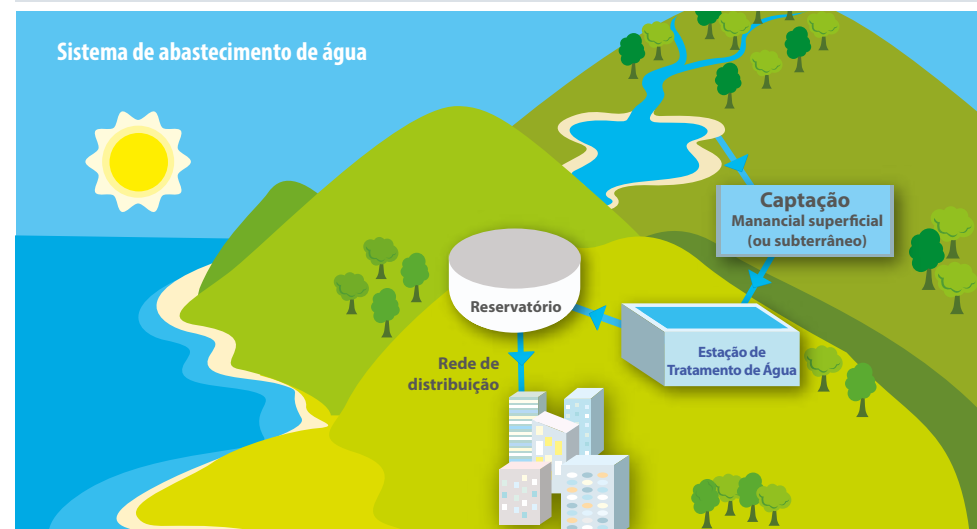 Sistema de abastecimento de água
Captação
Manancial superficial
(ou subterrâneo)
Reservatório
Estação de
Tratamento de Água
Rede de
distribuição